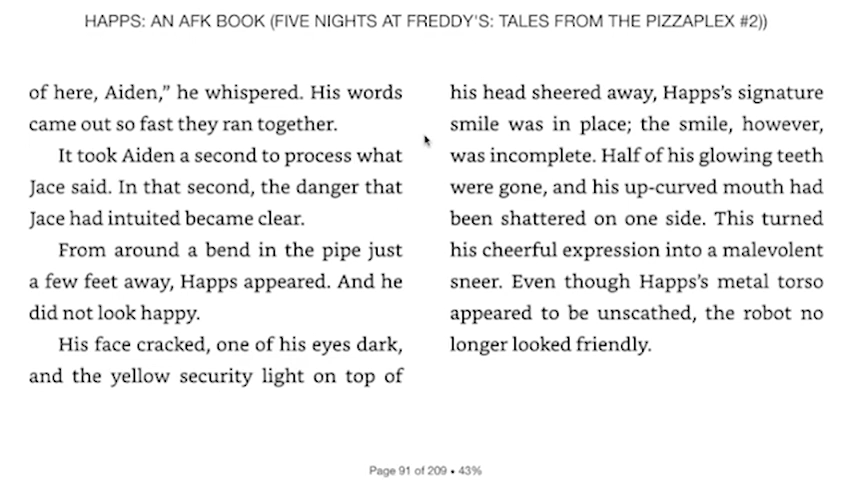 HAPPS: AN AFK BOOK (FIVE NIGHTS AT FREDDY'S: TALES FROM THE PIZZAPLEX #2))
of here, Aiden,” he whispered. His words
came out so fast they ran together.
It took Aiden a second to process what
Jace said. In that second, the danger that
Jace had intuited became clear.
From around a bend in the pipe just
a few feet away, Happs appeared. And he
did not look happy.
His face cracked, one of his eyes dark,
and the yellow security light on top of
his head sheered away, Happs’s signature
smile was in place; the smile, however,
was incomplete. Half of his glowing teeth
were gone, and his up-curved mouth had
been shattered on one side. This turned
his cheerful expression into a malevolent
sneer. Even though Happs’s metal torso
appeared to be unscathed, the robot no
longer looked friendly.
Page 91 of 209 • 43%